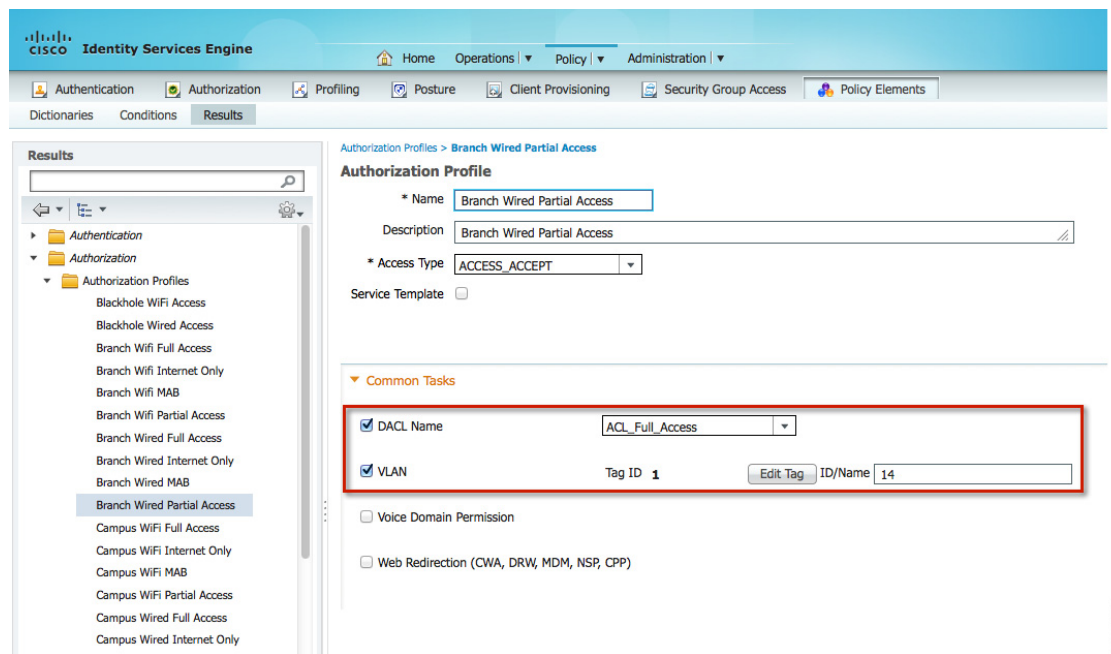 CISCO Identity Services Engine
Home Operations Policy Administration
Authentication Authorization Profiling Posture Client Provisioning Security Group Access Policy Elements
Dictionaries Conditions Results
Results
Authentication
Authorization
Authorization Profiles
Blackhole WiFi Access
Blackhole Wired Access
Branch Wifi Full Access
Branch Wifi Internet Only
Branch Wifi MAB
Branch Wifi Partial Access
Branch Wired Full Access
Branch Wired Internet Only
Branch Wired MAB
Branch Wired Partial Access
Campus WiFi Full Access
Campus WiFi Internet Only
Campus WiFi MAB
Campus WiFi Partial Access
Campus Wired Full Access
Campus Wired Internet Only
Authorization Profiles > Branch Wired Partial Access
Authorization Profile
* Name Branch Wired Partial Access
Description Branch Wired Partial Access
* Access Type ACCESS_ACCEPT
Service Template
Common Tasks
DACL Name ACL_Full_Access
VLAN Tag ID 1 Edit Tag ID/Name 14
Voice Domain Permission
Web Redirection (CWA, DRW, MDM, NSP, CPP)